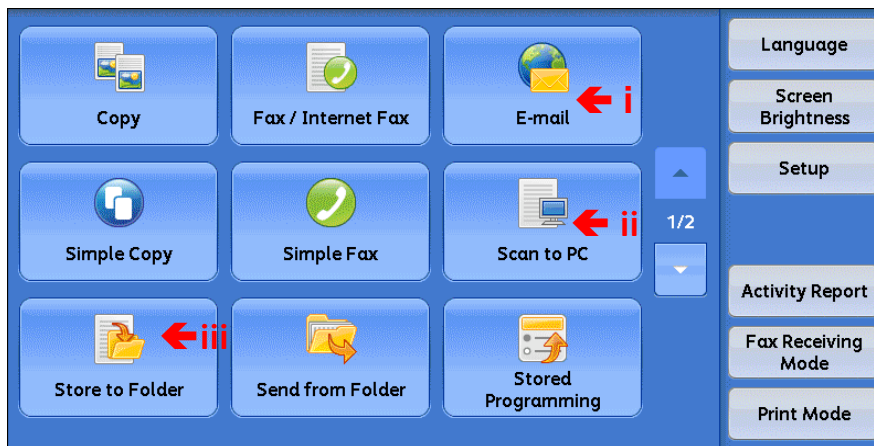 Copy
Fax / Internet Fax
E-mail
i
Simple Copy
Simple Fax
Scan to PC
ii
Store to Folder
iii
Send from Folder
Stored
Programming
1/2
Language
Screen
Brightness
Setup
Activity Report
Fax Receiving
Mode
Print Mode